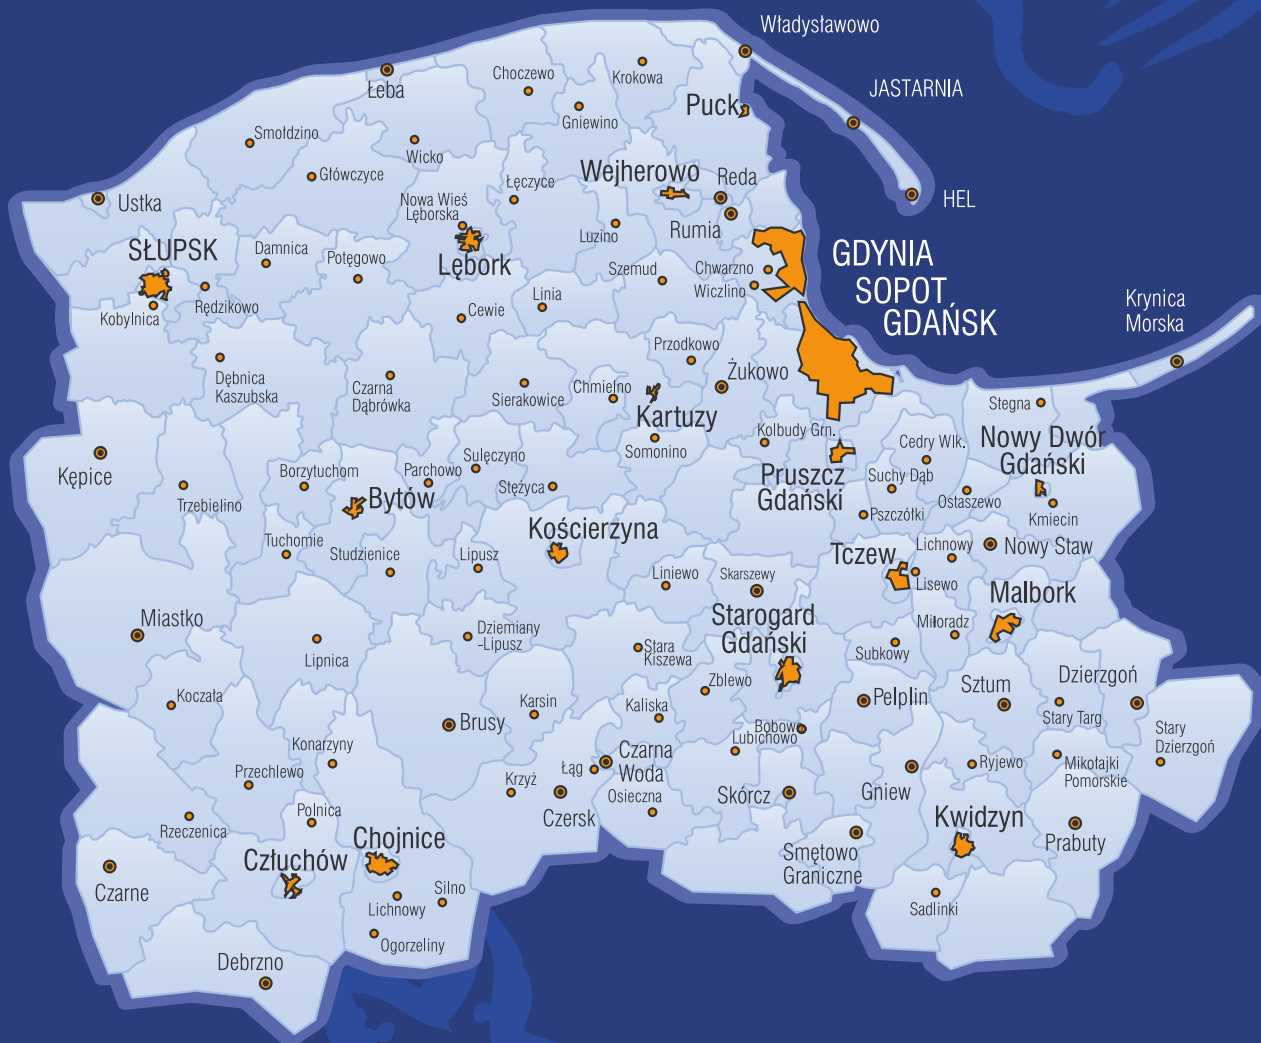 Władysławowo
JASTARNIA
HEL
Krokowa
Choczewo
Łeba
Gniewino
Puck
Smołdzino
Wicko
Główczyce
Wejherowo
Reda
Łęczyce
Ustka
Nowa Wieś
Lęborska
Rumia
Luzino
SŁUPSK
Damnica
Potęgowo
Lębork
Szemud
Chwarzno
Wiczlino
GDYNIA
SOPOT
GDAŃSK
Krynica
Morska
Kobylnica
Rędzikowo
Cewie
Linia
Przodkowo
Żukowo
Dębnica
Kaszubska
Czarna
Dąbrówka
Sierakowice
Chmielno
Kartuzy
Stegna
Kolbudy Grn.
Cedry Wlk.
Nowy Dwór
Gdański
Somonino
Kępice
Borzytuchom
Parchowo
Sulęczyno
Pruszcz
Gdański
Suchy Dąb
Trzebielino
Bytów
Stężyca
Ostaszewo
Pszczółki
Kmiecin
Kościerzyna
Tuchomie
Studzienice
Lipusz
Tczew
Lichnowy
Nowy Staw
Liniewo
Skarszewy
Lisewo
Malbork
Starogard
Gdański
Miastko
Dziemiany
-Lipusz
Miłoradz
Lipnica
Stara
Kiszewa
Subkowy
Dzierzgoń
Zblewo
Sztum
Koczała
Karsin
Kaliska
Pelplin
Stary Targ
Brusy
Bobowo
Lubichowo
Stary
Dzierzgoń
Konarzyny
Czarna
Woda
Łąg
Przechlewo
Krzyż
Osieczna
Skórcz
Gniew
Ryjewo
Mikołajki
Pomorskie
Rzeczenica
Polnica
Czersk
Chojnice
Kwidzyn
Prabuty
Człuchów
Smętowo
Graniczne
Czarne
Silno
Lichnowy
Sadlinki
Ogorzeliny
Debrzno